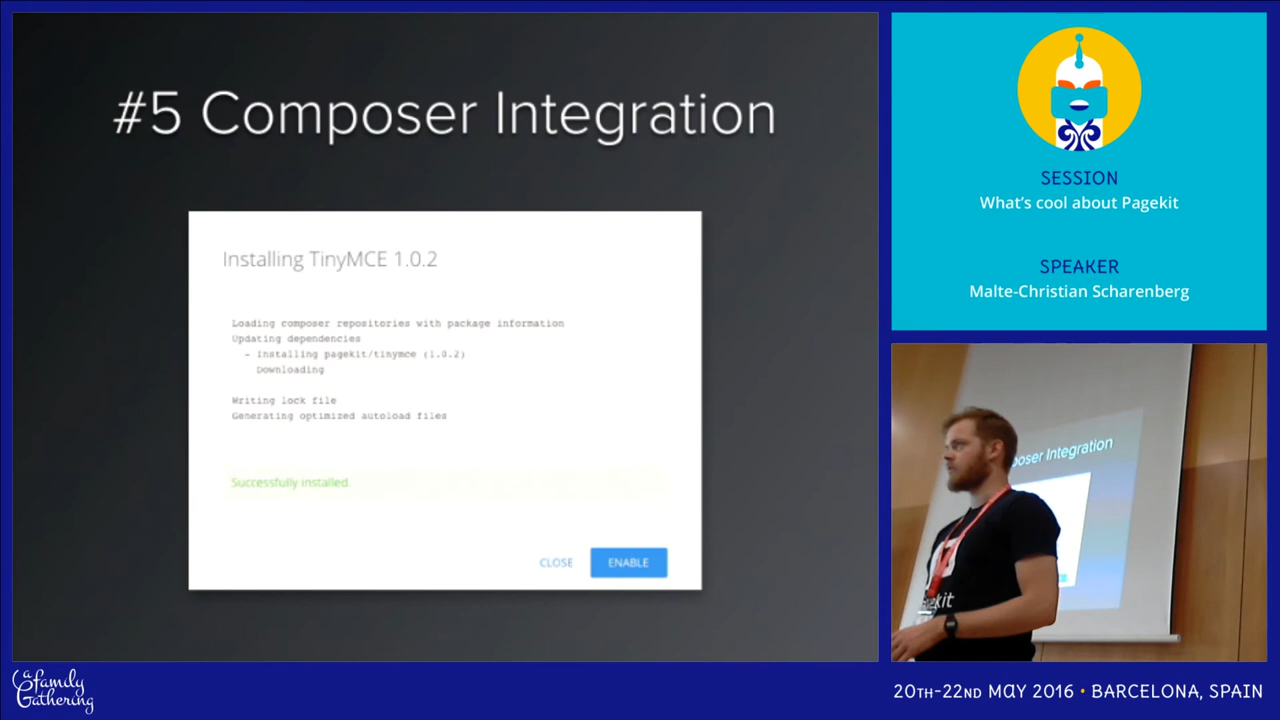 #5 Composer Integration
Installing TinyMCE 1.0.2
Loading composer repositories with package information
Updating dependencies
- Installing pagekit/tinymce (1.0.2)
Downloading
Writing lock file
Generating optimized autoload files
Successfully installed.
CLOSE
ENABLE
SESSION
What's cool about Pagekit
SPEAKER
Malte-Christian Scharenberg
poser Integration
a family
Gathering
20TH-22ND MAY 2016 • BARCELONA, SPAIN